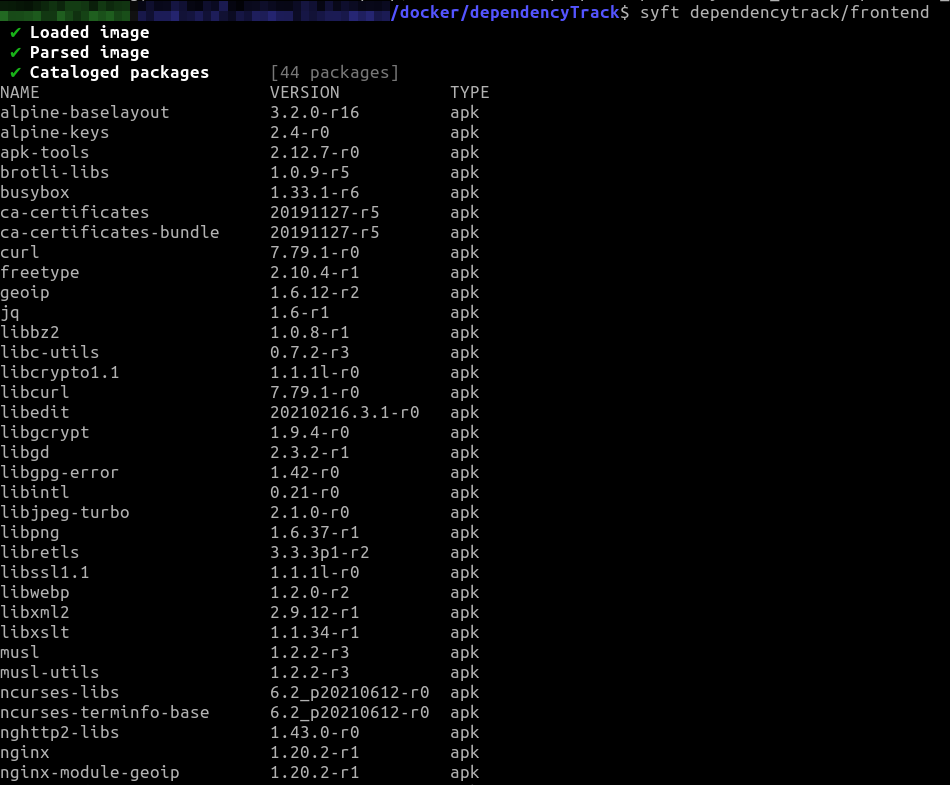 /docker/dependencyTrack$ syft dependencytrack/frontend
✔ Loaded image
✔ Parsed image
✔ Cataloged packages      [44 packages]
NAME                       VERSION           TYPE
alpine-baselayout          3.2.0-r16         apk
alpine-keys                2.4-r0            apk
apk-tools                  2.12.7-r0         apk
brotli-libs                1.0.9-r5          apk
busybox                    1.33.1-r6         apk
ca-certificates            20191127-r5       apk
ca-certificates-bundle     20191127-r5       apk
curl                       7.79.1-r0         apk
freetype                   2.10.4-r1         apk
geoip                      1.6.12-r2         apk
jq                         1.6-r1            apk
libbz2                     1.0.8-r1          apk
libc-utils                 0.7.2-r3          apk
libcrypto1.1               1.1.1l-r0         apk
libcurl                    7.79.1-r0         apk
libedit                    20210216.3.1-r0   apk
libgcrypt                  1.9.4-r0          apk
libgd                      2.3.2-r1          apk
libgpg-error               1.42-r0           apk
libintl                    0.21-r0           apk
libjpeg-turbo              2.1.0-r0          apk
libpng                     1.6.37-r1         apk
libretls                   3.3.3p1-r2        apk
libssl1.1                  1.1.1l-r0         apk
libwebp                    1.2.0-r2          apk
libxml2                    2.9.12-r1         apk
libxslt                    1.1.34-r1         apk
musl                       1.2.2-r3          apk
musl-utils                 1.2.2-r3          apk
ncurses-libs               6.2_p20210612-r0  apk
ncurses-terminfo-base      6.2_p20210612-r0  apk
nghttp2-libs               1.43.0-r0         apk
nginx                      1.20.2-r1         apk
nginx-module-geoip         1.20.2-r1         apk